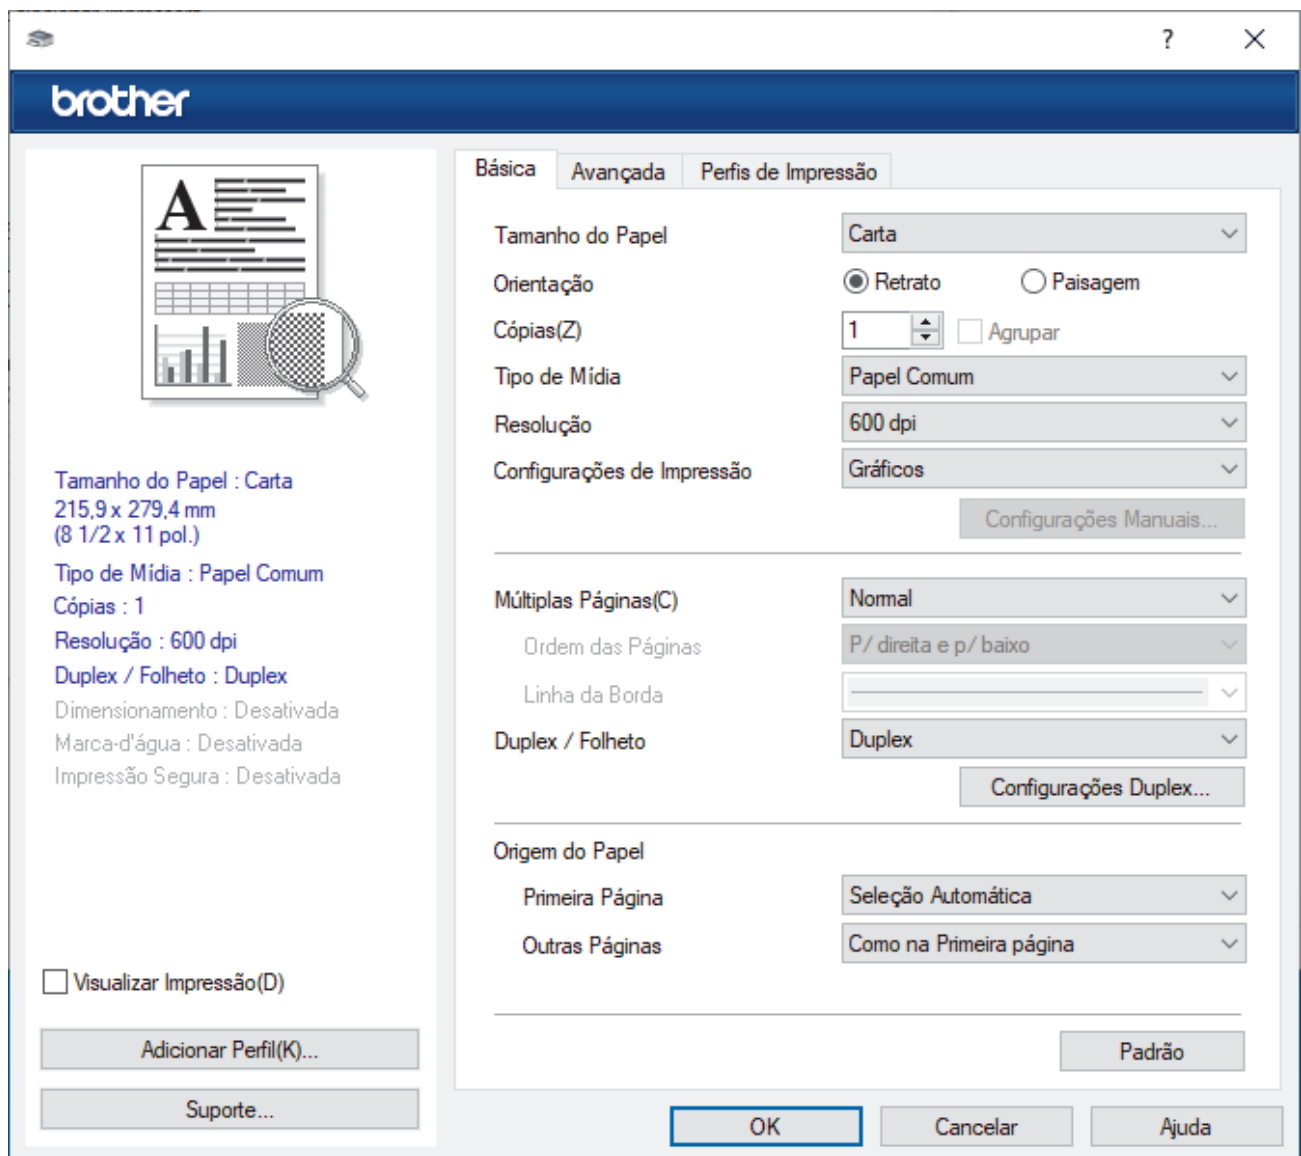 ?
brother
A
Básica
Avançada
Perfis de Impressão
Tamanho do Papel
Carta
Orientação
Retrato
Paisagem
Cópias(Z)
1
Agrupar
Tipo de Mídia
Papel Comum
Resolução
600 dpi
Configurações de Impressão
Gráficos
Configurações Manuais...
Múltiplas Páginas(C)
Normal
Ordem das Páginas
P/ direita e p/ baixo
Linha da Borda
Duplex / Folheto
Duplex
Configurações Duplex...
Origem do Papel
Primeira Página
Seleção Automática
Outras Páginas
Como na Primeira página
Padrão
Tamanho do Papel : Carta
215,9 x 279,4 mm
(8 1/2 x 11 pol.)
Tipo de Mídia : Papel Comum
Cópias : 1
Resolução : 600 dpi
Duplex / Folheto : Duplex
Dimensionamento : Desativada
Marca-d'água : Desativada
Impressão Segura : Desativada
Visualizar Impressão(D)
Adicionar Perfil(K)...
Suporte...
OK
Cancelar
Ajuda